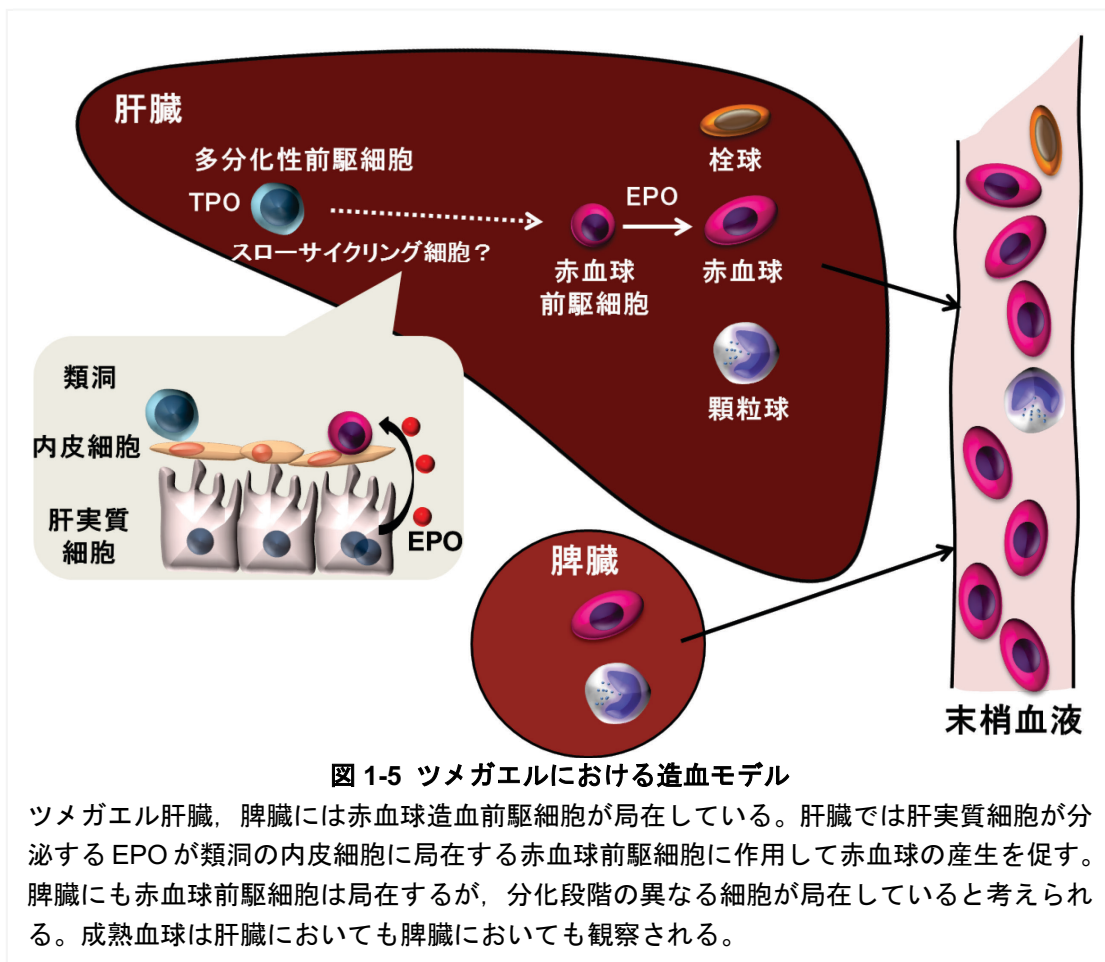 肝臓
多分化性前駆細胞
TPO
スローサイクリング細胞？
栓球
EPO
赤血球
前駆細胞
赤血球
顆粒球
類洞
内皮細胞
肝実質
細胞
EPO
脾臓
末梢血液
図 1-5 ツメガエルにおける造血モデル
ツメガエル肝臓，脾臓には赤血球造血前駆細胞が局在している。肝臓では肝実質細胞が分
泌する EPO が類洞の内皮細胞に局在する赤血球前駆細胞に作用して赤血球の産生を促す。
脾臓にも赤血球前駆細胞は局在するが，分化段階の異なる細胞が局在していると考えられ
る。成熟血球は肝臓においても脾臓においても観察される。